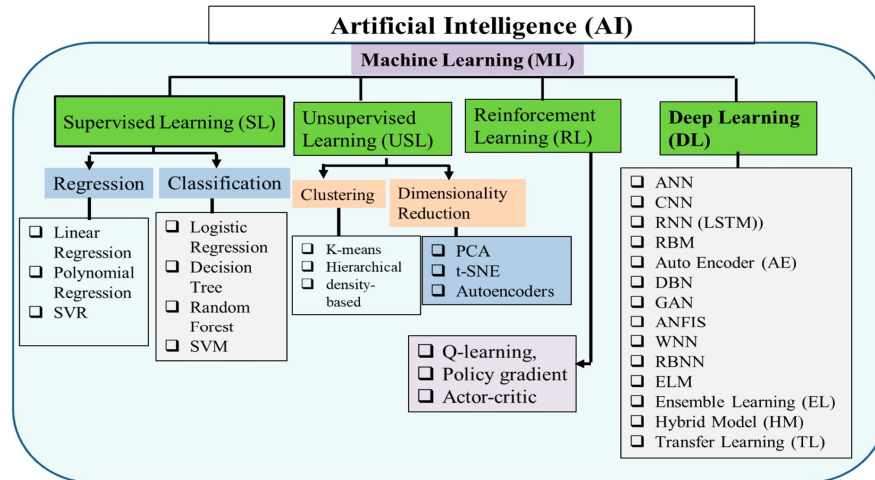 Artificial Intelligence (AI)
Machine Learning (ML)
Supervised Learning (SL)
Unsupervised
Learning (USL)
Reinforcement
Learning (RL)
Deep Learning
(DL)
Regression
Classification
Clustering
Dimensionality
Reduction
❑ Linear
Regression
❑ Polynomial
Regression
❑ SVR
❑ Logistic
Regression
❑ Decision
Tree
❑ Random
Forest
❑ SVM
❑ K-means
❑ Hierarchical
❑ density-
based
❑ PCA
❑ t-SNE
❑ Autoencoders
❑ Q-learning,
❑ Policy gradient
❑ Actor-critic
❑ ANN
❑ CNN
❑ RNN (LSTM))
❑ RBM
❑ Auto Encoder (AE)
❑ DBN
❑ GAN
❑ ANFIS
❑ WNN
❑ RBNN
❑ ELM
❑ Ensemble Learning (EL)
❑ Hybrid Model (HM)
❑ Transfer Learning (TL)